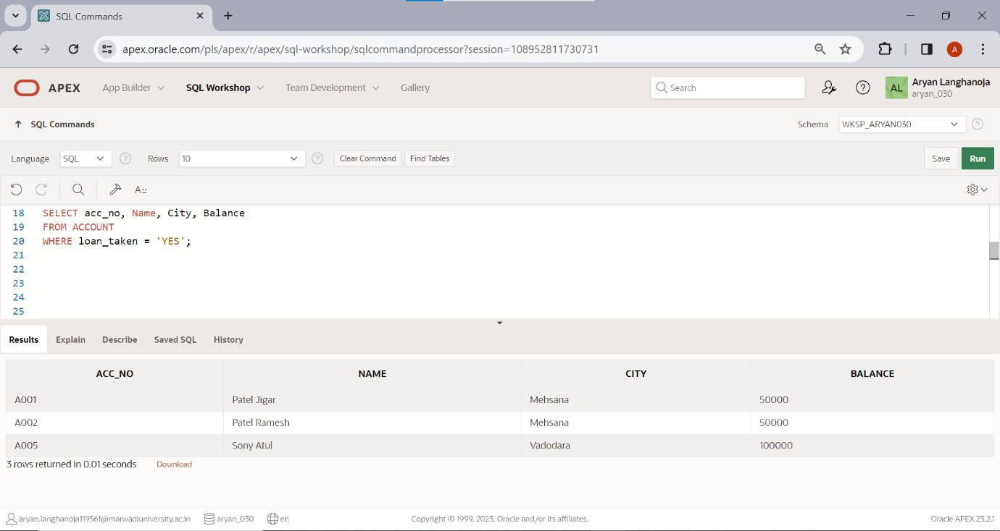 SQL Commands
apex.oracle.com/pls/apex/r/apex/sql-workshop/sqlcommandprocessor?session=108952811730731
A
APEX App Builder SQL Workshop Team Development Gallery Search AL Aryan Langhanoja
aryan_030
SQL Commands Schema WKSP_ARYAN030
Language SQL Rows 10 Clear Command Find Tables Save Run
A::
18 SELECT acc_no, Name, City, Balance
19 FROM ACCOUNT
20 WHERE loan_taken = 'YES';
21
22
23
24
25
Results Explain Describe Saved SQL History
ACC_NO NAME CITY BALANCE
A001 Patel Jigar Mehsana 50000
A002 Patel Ramesh Mehsana 50000
A005 Sony Atul Vadodara 100000
3 rows returned in 0.01 seconds Download
aryan.langhanoja119561@marwadiuniversity.ac.in aryan_030 en Copyright © 1999, 2023, Oracle and/or its affiliates. Oracle APEX 23.2.1